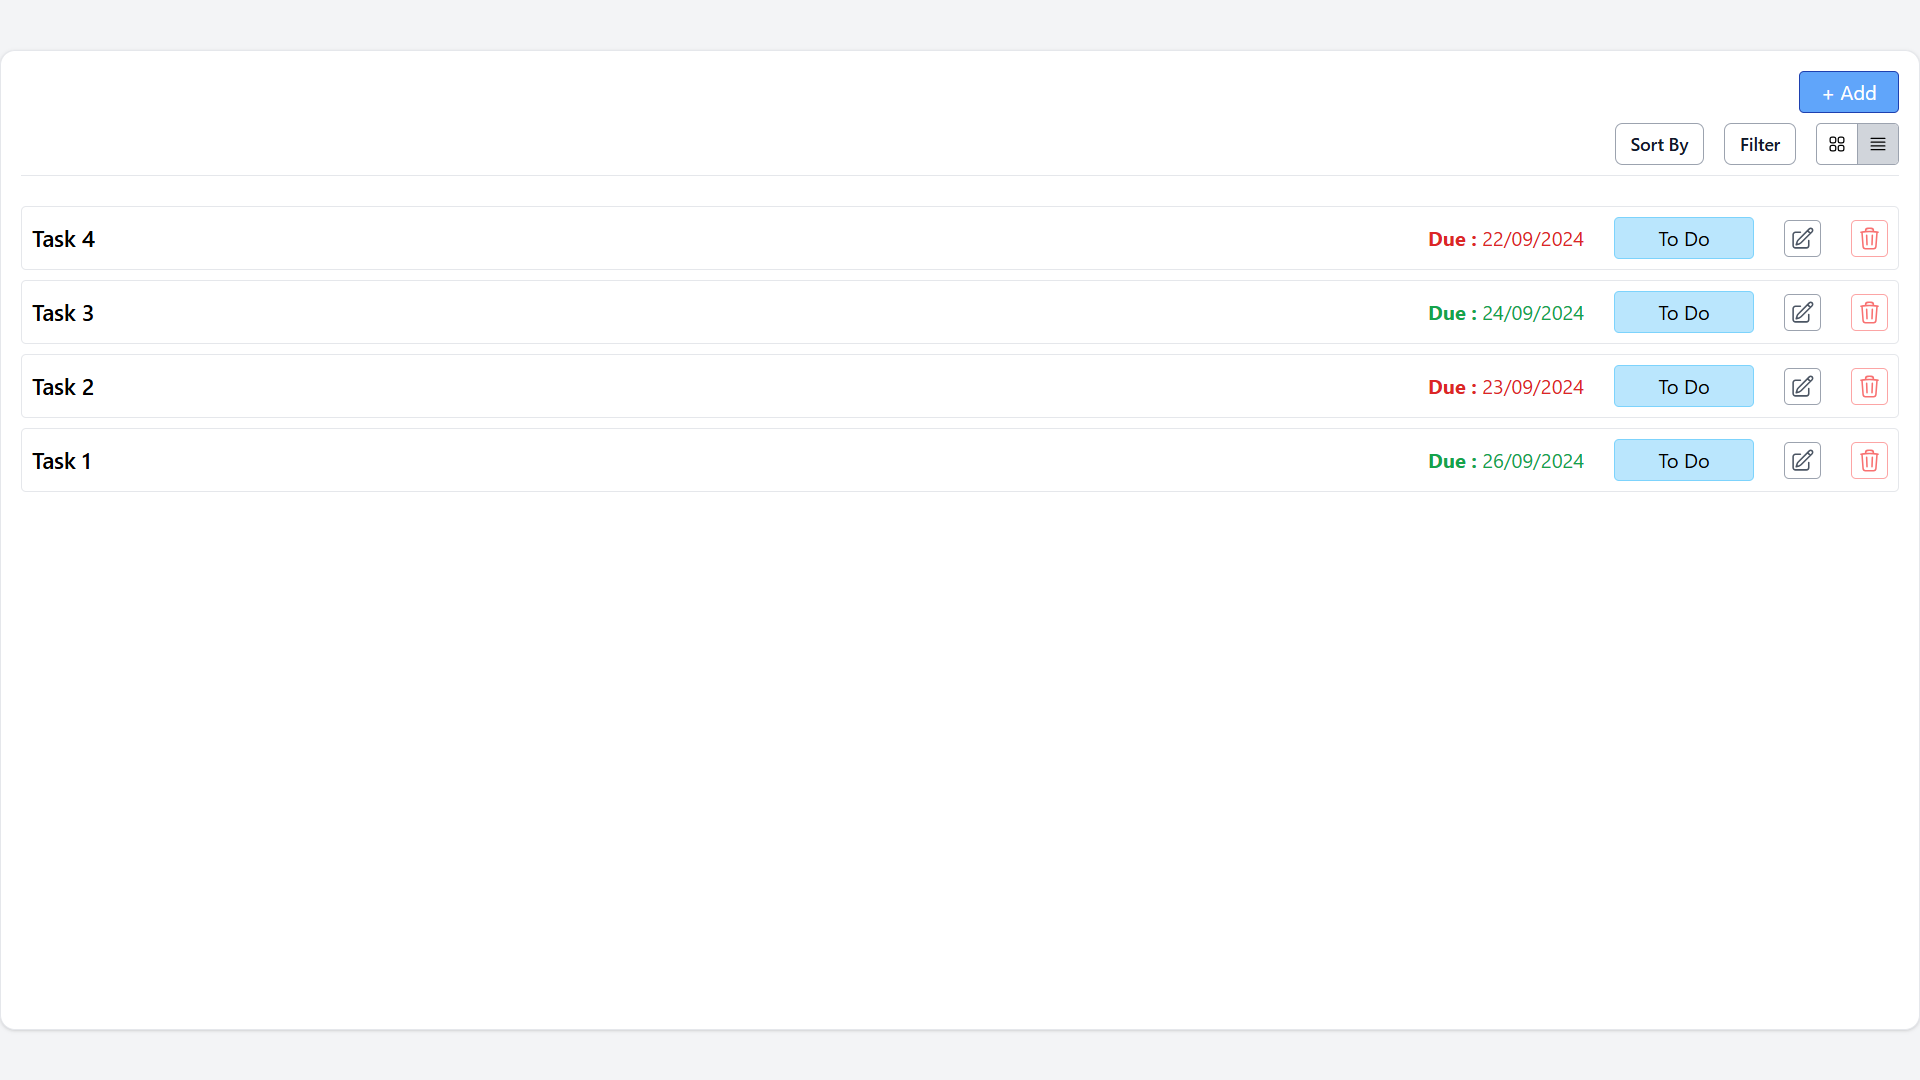 + Add
Sort By Filter
Task 4 Due : 22/09/2024 To Do
Task 3 Due : 24/09/2024 To Do
Task 2 Due : 23/09/2024 To Do
Task 1 Due : 26/09/2024 To Do